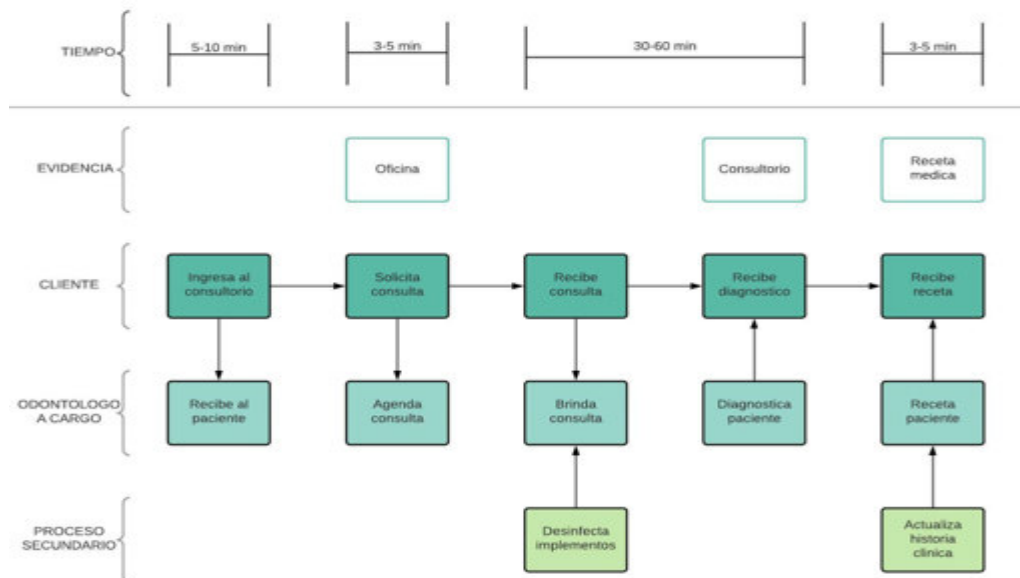 TIEMPO
5-10 min
3-5 min
30-60 min
3-5 min
EVIDENCIA
Oficina
Consultorio
Receta
medica
CLIENTE
Ingresa al
consultorio
Solicita
consulta
Recibe
consulta
Recibe
diagnostico
Recibe
receta
ODONTOLOGO
A CARGO
Recibe al
paciente
Agenda
consulta
Brinda
consulta
Diagnostica
paciente
Receta
paciente
PROCESO
SECUNDARIO
Desinfecta
implementos
Actualiza
historia
clinica